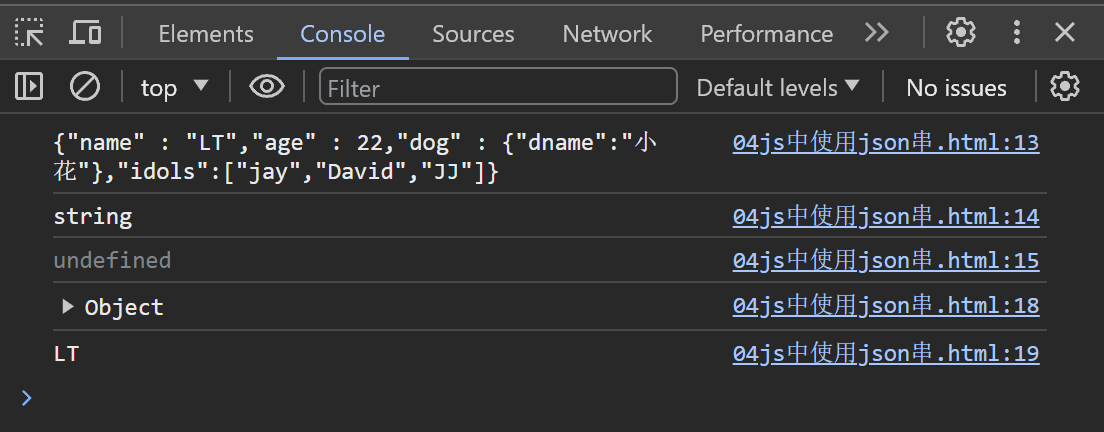 Elements Console Sources Network Performance
top Filter Default levels No issues
{"name" : "LT","age" : 22,"dog" : {"dname":"小 04js中使用json串.html:13
花"},"idols":["jay","David","JJ"]}
string 04js中使用json串.html:14
undefined 04js中使用json串.html:15
Object 04js中使用json串.html:18
LT 04js中使用json串.html:19